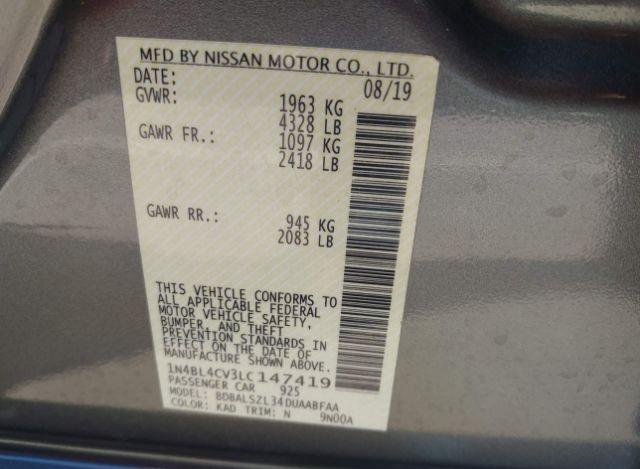 MFD BY NISSAN MOTOR CO., LTD.
DATE: 08/19
GVWR: 1963 KG
4328 LB
GAWR FR.: 1097 KG
2418 LB
GAWR RR.: 945 KG
2083 LB
THIS VEHICLE CONFORMS TO
ALL APPLICABLE FEDERAL
MOTOR VEHICLE SAFETY,
BUMPER, AND THEFT
PREVENTION STANDARDS IN
EFFECT ON THE DATE OF
MANUFACTURE SHOWN ABOVE.
1N4BL4CV3LC147419
PASSENGER CAR 925
MODEL: BDBALSZL34DUAABFAA
COLOR: KAD TRIM: N 9N00A